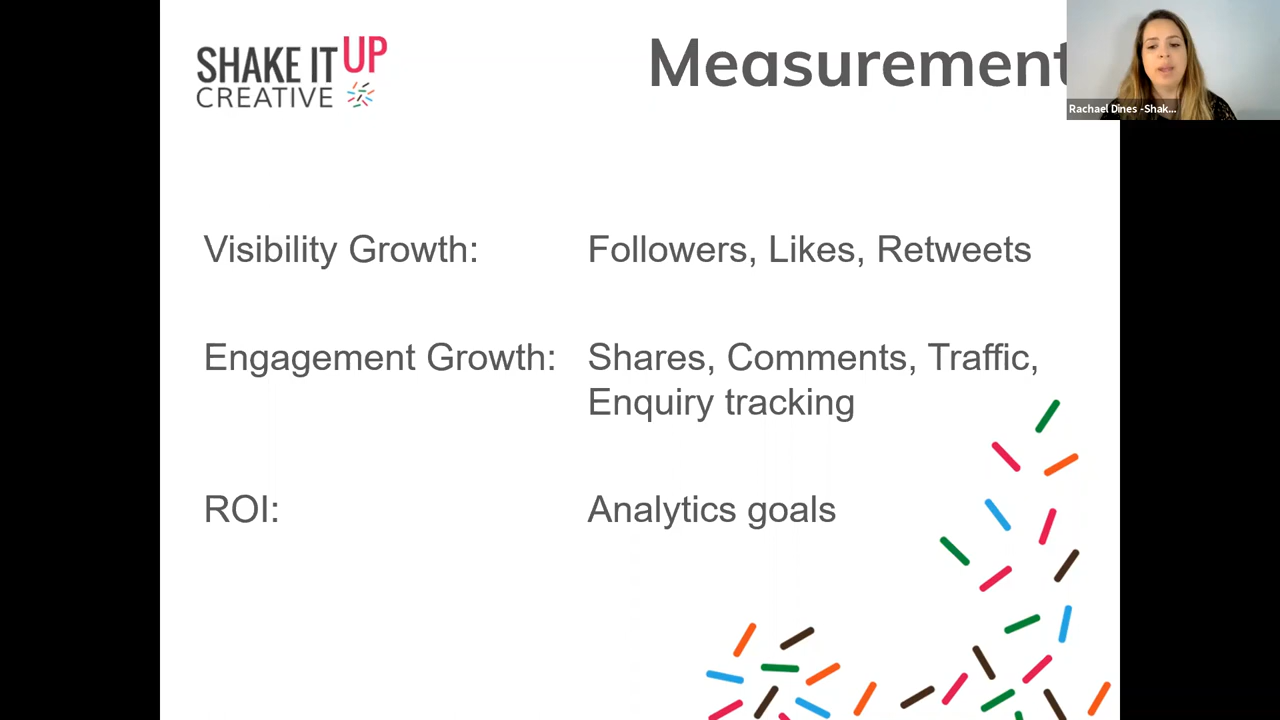 SHAKE IT UP
CREATIVE
Measurement
Rachael Dines -Shak...
Visibility Growth: Followers, Likes, Retweets
Engagement Growth: Shares, Comments, Traffic,
Enquiry tracking
ROI: Analytics goals